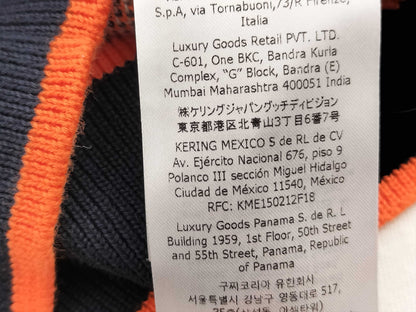 S.p.A, via Tornabuoni,73/R Firenze,
Italia
Luxury Goods Retail PVT. LTD.
C-601, One BKC, Bandra Kurla
Complex, "G" Block, Bandra (E)
Mumbai Maharashtra 400051 India
㈱ケリングジャパングッチディビジョン
東京都港区北青山3丁目6番7号
KERING MEXICO S de RL de CV
Av. Ejército Nacional 676, piso 9
Polanco III sección Miguel Hidalgo
Ciudad de México 11540, México
RFC: KME150212F18
Luxury Goods Panama S. de R. L
Building 1959, 1st Floor, 50th Street
and 55th Street, Panama, Republic
of Panama
구찌코리아 유한회사
서울특별시 강남구 영동대로 517,